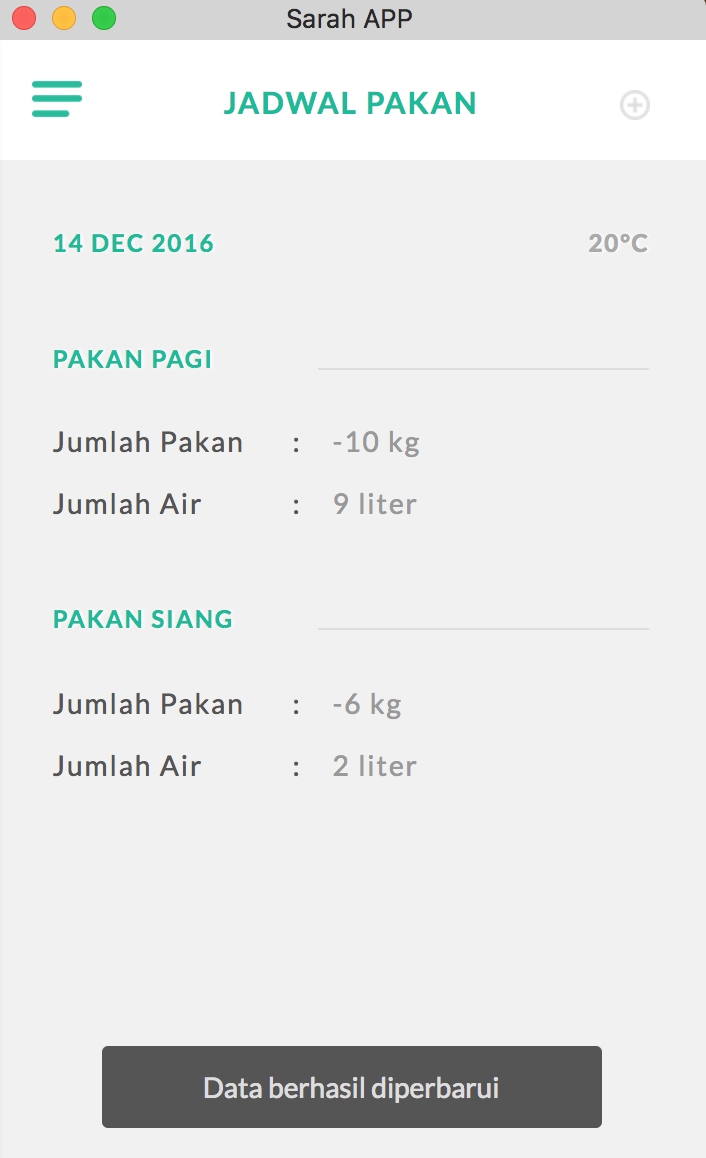 Sarah APP
JADWAL PAKAN
14 DEC 2016 20°C
PAKAN PAGI
Jumlah Pakan : -10 kg
Jumlah Air : 9 liter
PAKAN SIANG
Jumlah Pakan : -6 kg
Jumlah Air : 2 liter
Data berhasil diperbarui